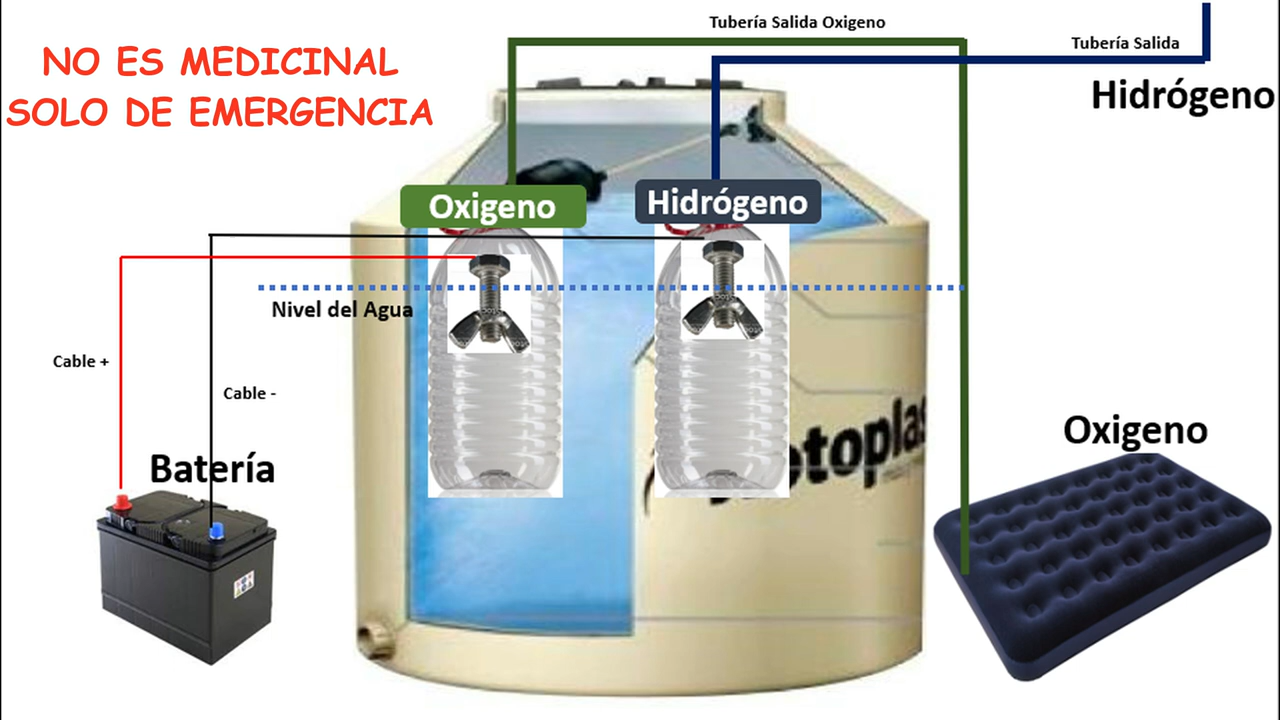 Tubería Salida Oxigeno
Tubería Salida
Hidrógeno
NO ES MEDICINAL
SOLO DE EMERGENCIA
Oxigeno
Hidrógeno
Nivel del Agua
Cable +
Cable -
Batería
Oxigeno